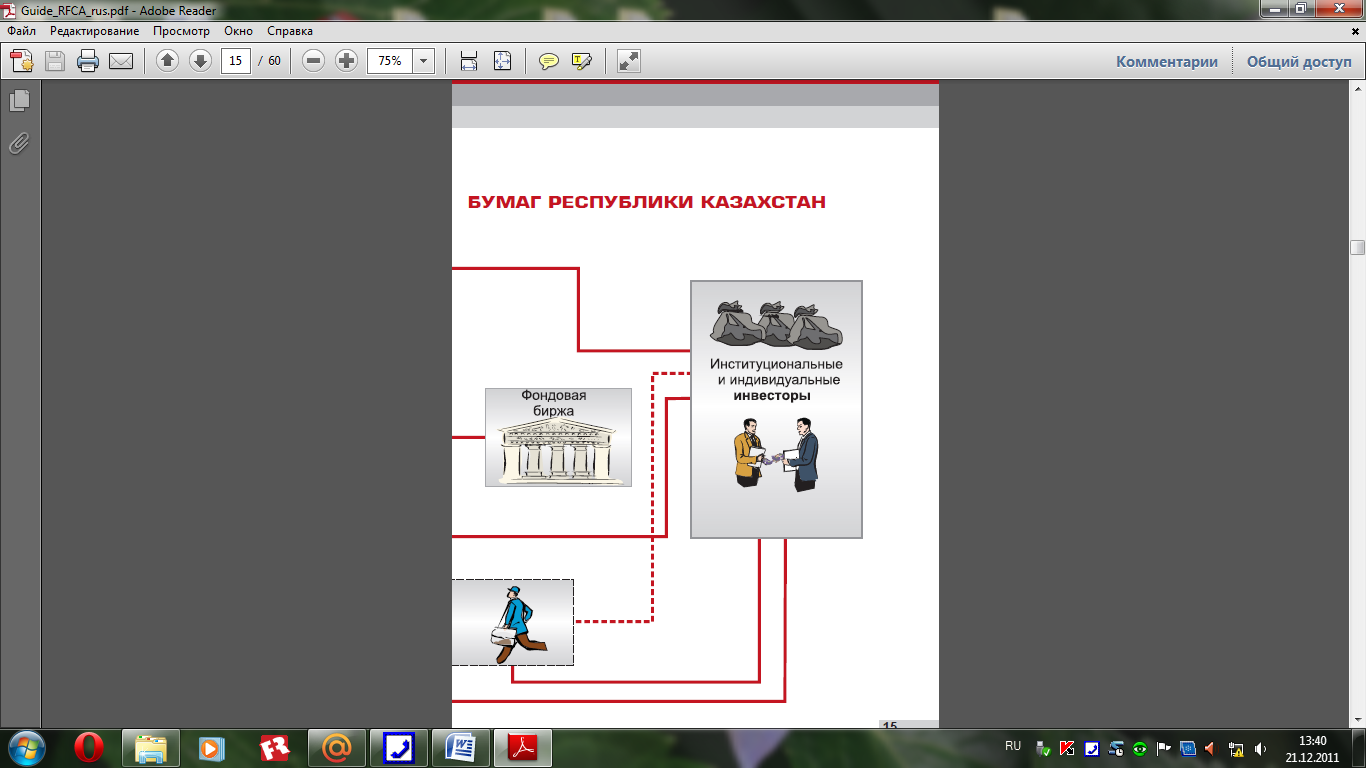 Guide_RFCA_rus.pdf - Adobe Reader
Файл Редактирование Просмотр Окно Справка
15 / 60 75% Комментарии Общий доступ
БУМАГ РЕСПУБЛИКИ КАЗАХСТАН
Институциональные
и индивидуальные
инвесторы
Фондовая
биржа
15
RU 13:40
21.12.2011